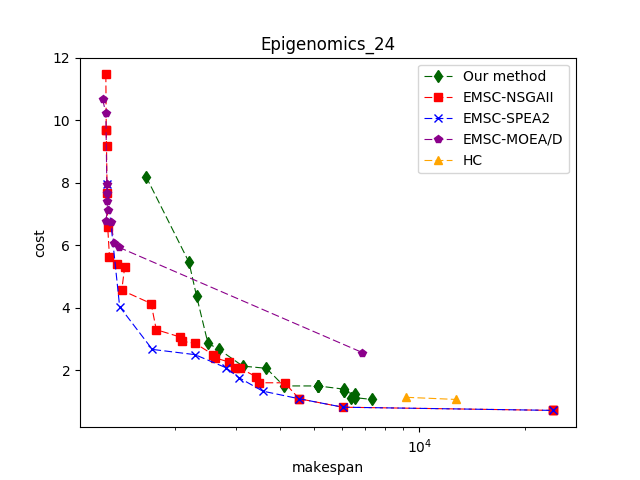 Epigenomics_24
12
10
8
6
4
2
cost
10^4
makespan
Our method
EMSC-NSGAII
EMSC-SPEA2
EMSC-MOEA/D
HC